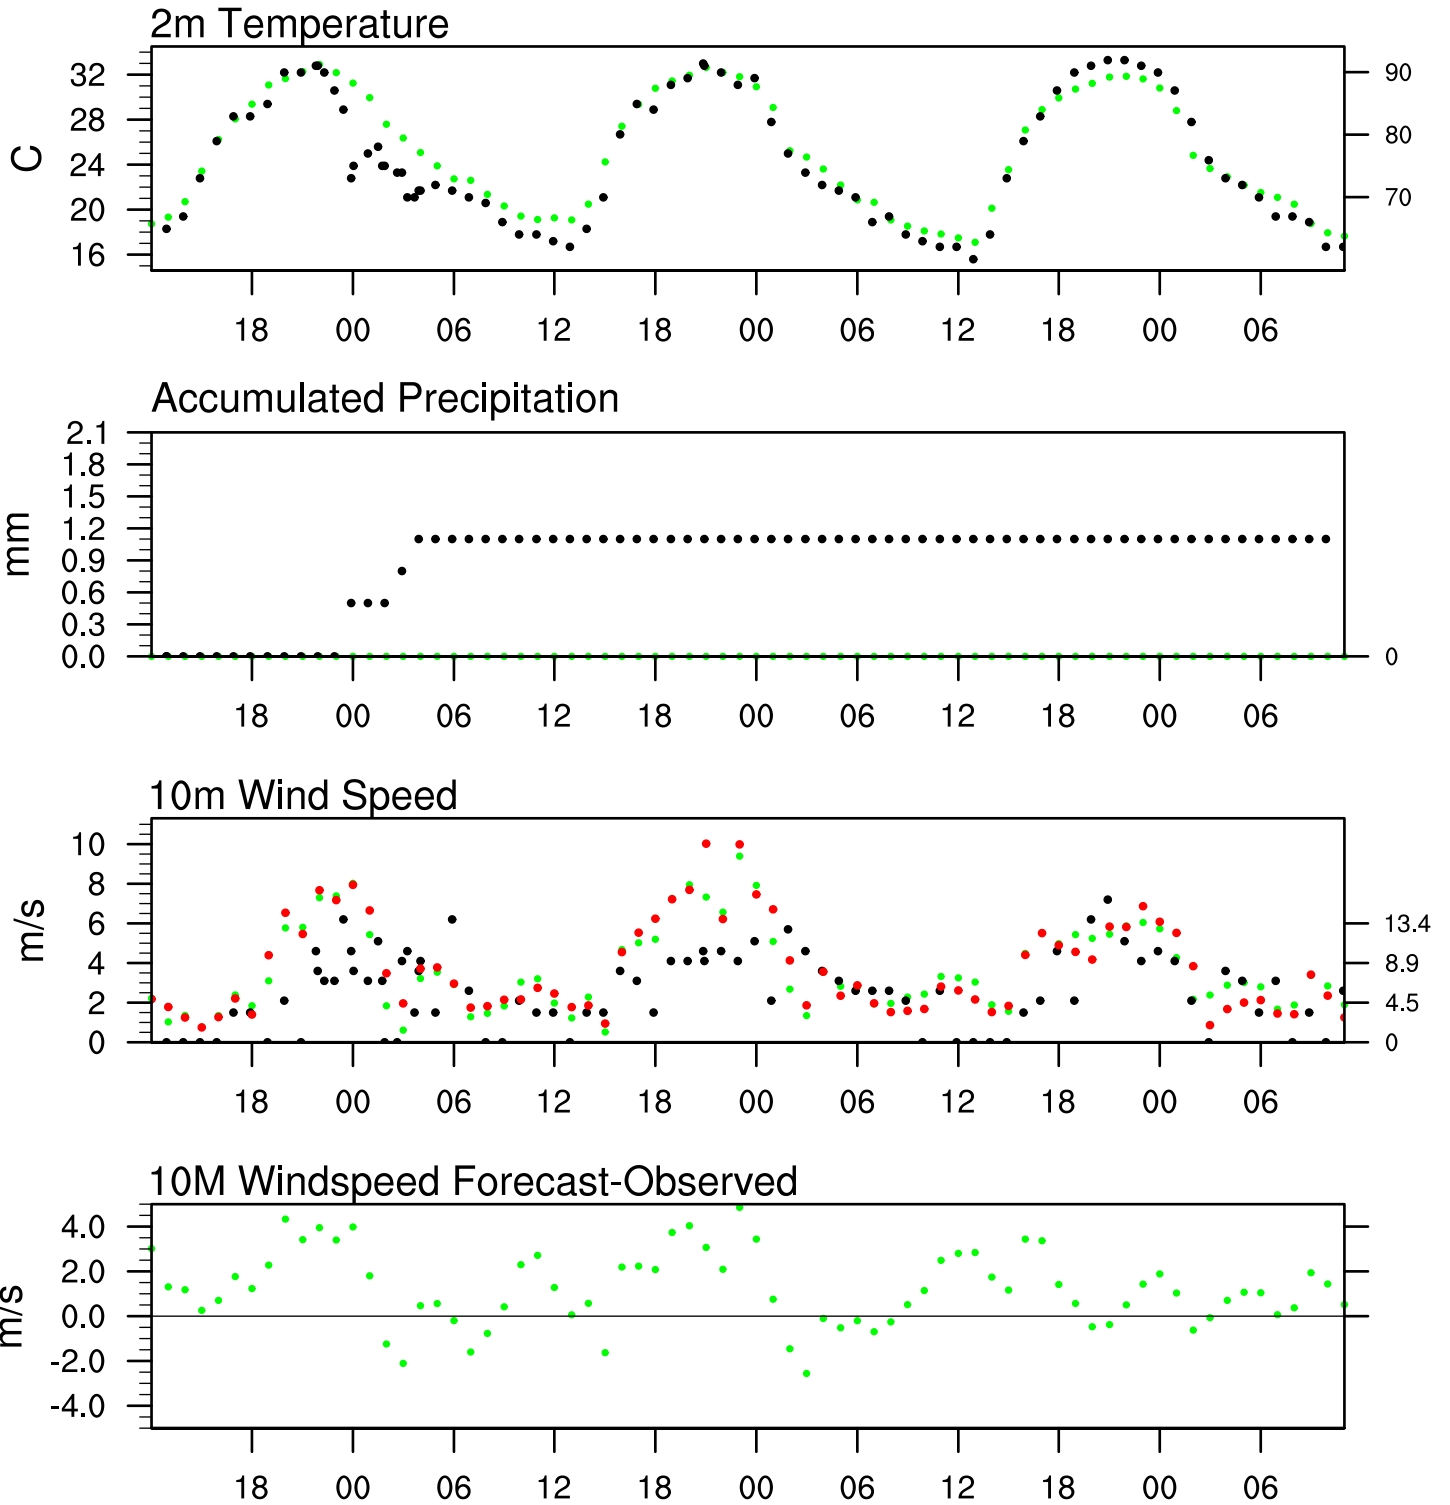 2m Temperature
C
32
28
24
20
16
90
80
70
18 00 06 12 18 00 06 12 18 00 06
Accumulated Precipitation
mm
2.1
1.8
1.5
1.2
0.9
0.6
0.3
0.0
0
18 00 06 12 18 00 06 12 18 00 06
10m Wind Speed
m/s
10
8
6
4
2
0
13.4
8.9
4.5
0
18 00 06 12 18 00 06 12 18 00 06
10M Windspeed Forecast-Observed
m/s
4.0
2.0
0.0
-2.0
-4.0
18 00 06 12 18 00 06 12 18 00 06